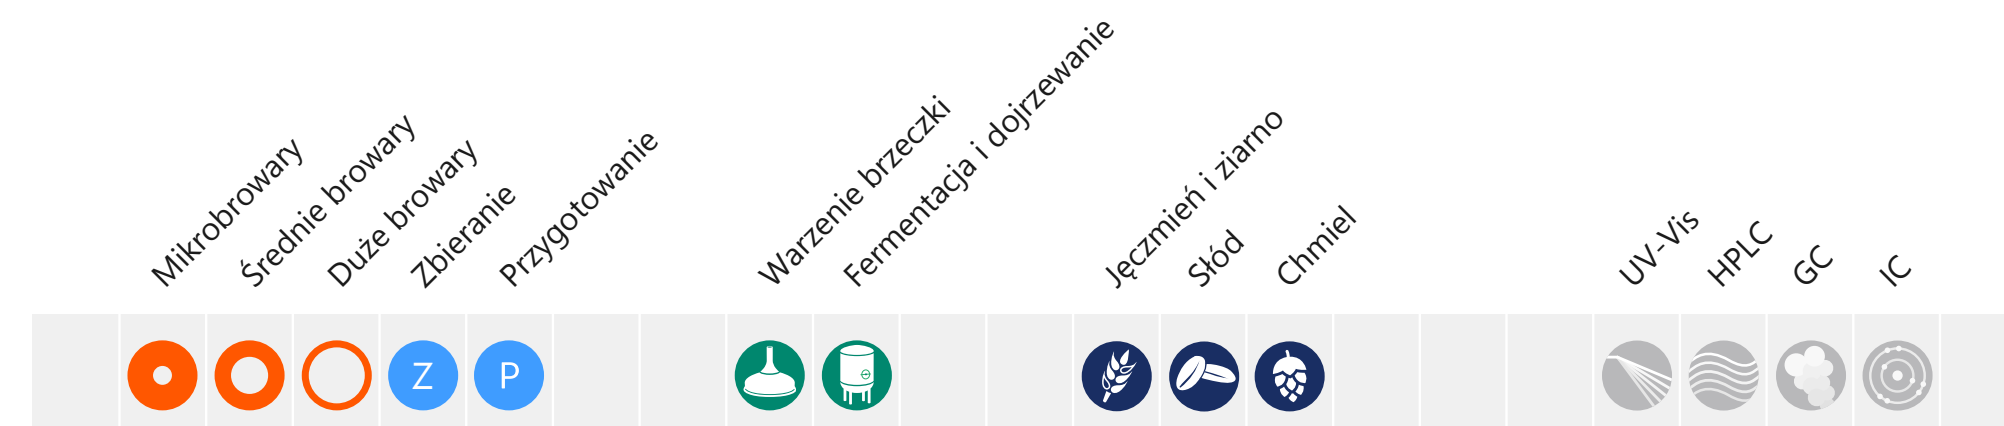 Mikrobrowary
Średnie browary
Duże browary
Zbieranie
Przygotowanie
Warzenie brzeczki
Fermentacja i dojrzewanie
Jęczmień i ziarno
Słód
Chmiel
UV-Vis
HPLC
GC
IC
Z
P